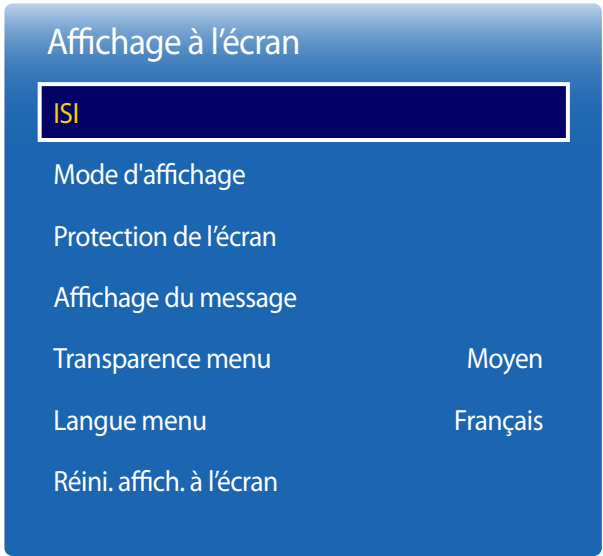 Affichage à l’écran
ISI
Mode d'affichage
Protection de l’écran
Affichage du message
Transparence menu Moyen
Langue menu Français
Réini. affich. à l’écran